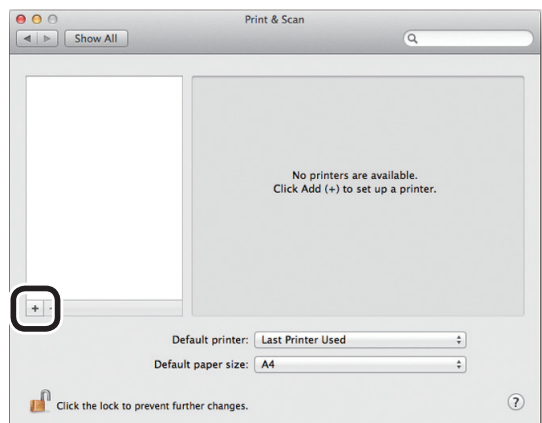 Print & Scan
Show All
No printers are available.
Click Add (+) to set up a printer.
+ -
Default printer: Last Printer Used
Default paper size: A4
Click the lock to prevent further changes.
?